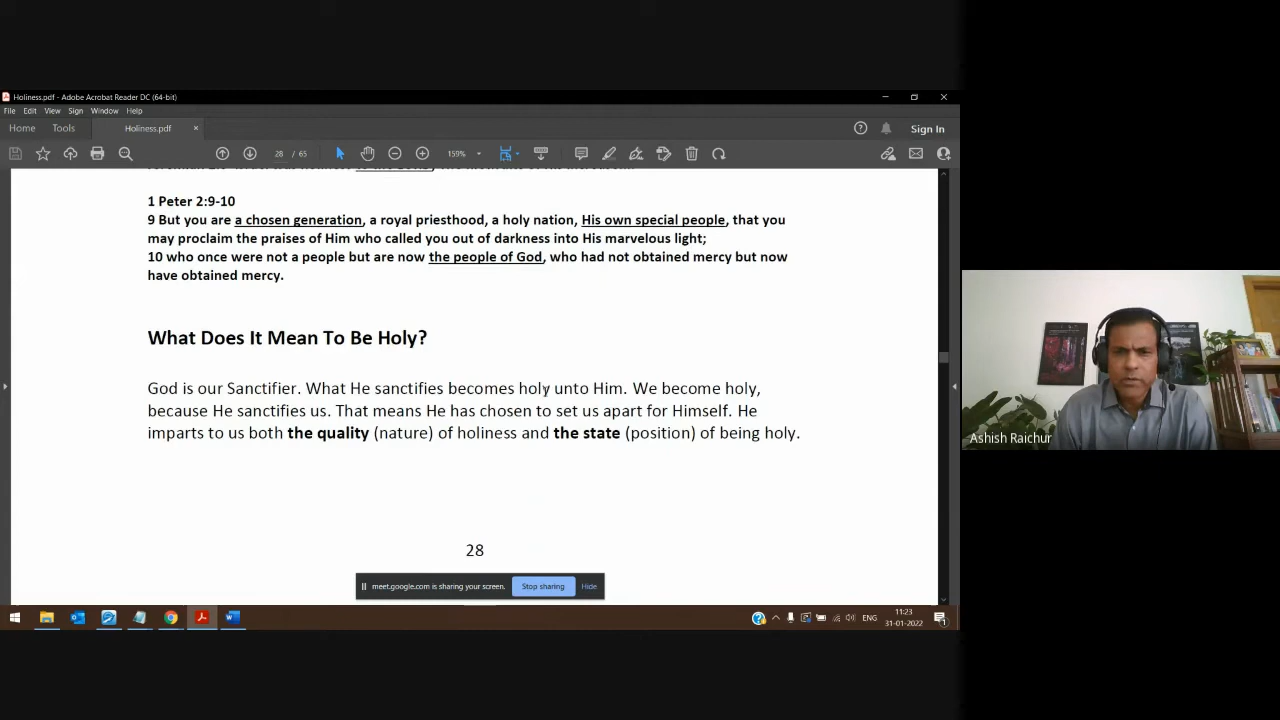 Holiness.pdf - Adobe Acrobat Reader DC (64-bit)
File Edit View Sign Window Help
Home Tools Holiness.pdf × Sign In
28 / 65 159%
1 Peter 2:9-10
9 But you are a chosen generation, a royal priesthood, a holy nation, His own special people, that you
may proclaim the praises of Him who called you out of darkness into His marvelous light;
10 who once were not a people but are now the people of God, who had not obtained mercy but now
have obtained mercy.
What Does It Mean To Be Holy?
God is our Sanctifier. What He sanctifies becomes holy unto Him. We become holy,
because He sanctifies us. That means He has chosen to set us apart for Himself. He
imparts to us both the quality (nature) of holiness and the state (position) of being holy.
28
meet.google.com is sharing your screen. Stop sharing Hide
Ashish Raichur
ENG 11:23
31-01-2022